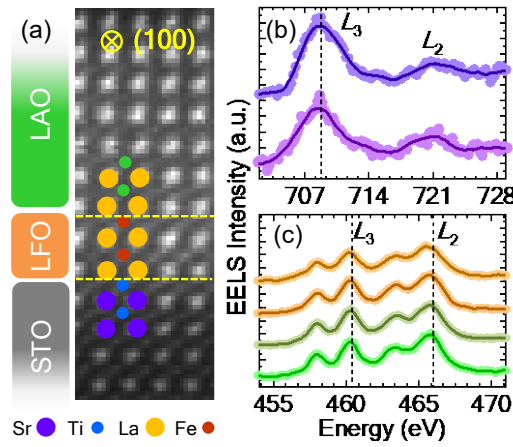 (a)
⊗ (100)
LAO
LFO
STO
Sr Ti La Fe
(b)
L3
L2
707 714 721 728
EELS Intensity (a.u.)
(c)
L3
L2
455 460 465 470
Energy (eV)